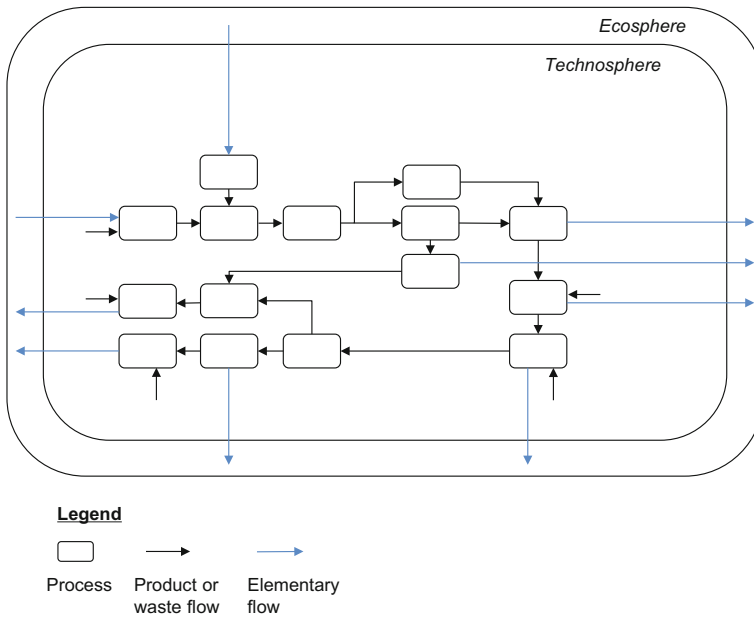 Ecosphere
Technosphere
Legend
Process
Product or
waste flow
Elementary
flow